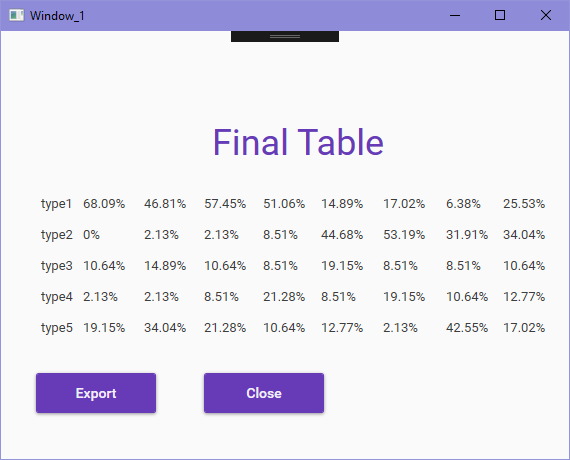 Window_1
Final Table
type1 68.09% 46.81% 57.45% 51.06% 14.89% 17.02% 6.38% 25.53%
type2 0% 2.13% 2.13% 8.51% 44.68% 53.19% 31.91% 34.04%
type3 10.64% 14.89% 10.64% 8.51% 19.15% 8.51% 8.51% 10.64%
type4 2.13% 2.13% 8.51% 21.28% 8.51% 19.15% 10.64% 12.77%
type5 19.15% 34.04% 21.28% 10.64% 12.77% 2.13% 42.55% 17.02%
Export Close